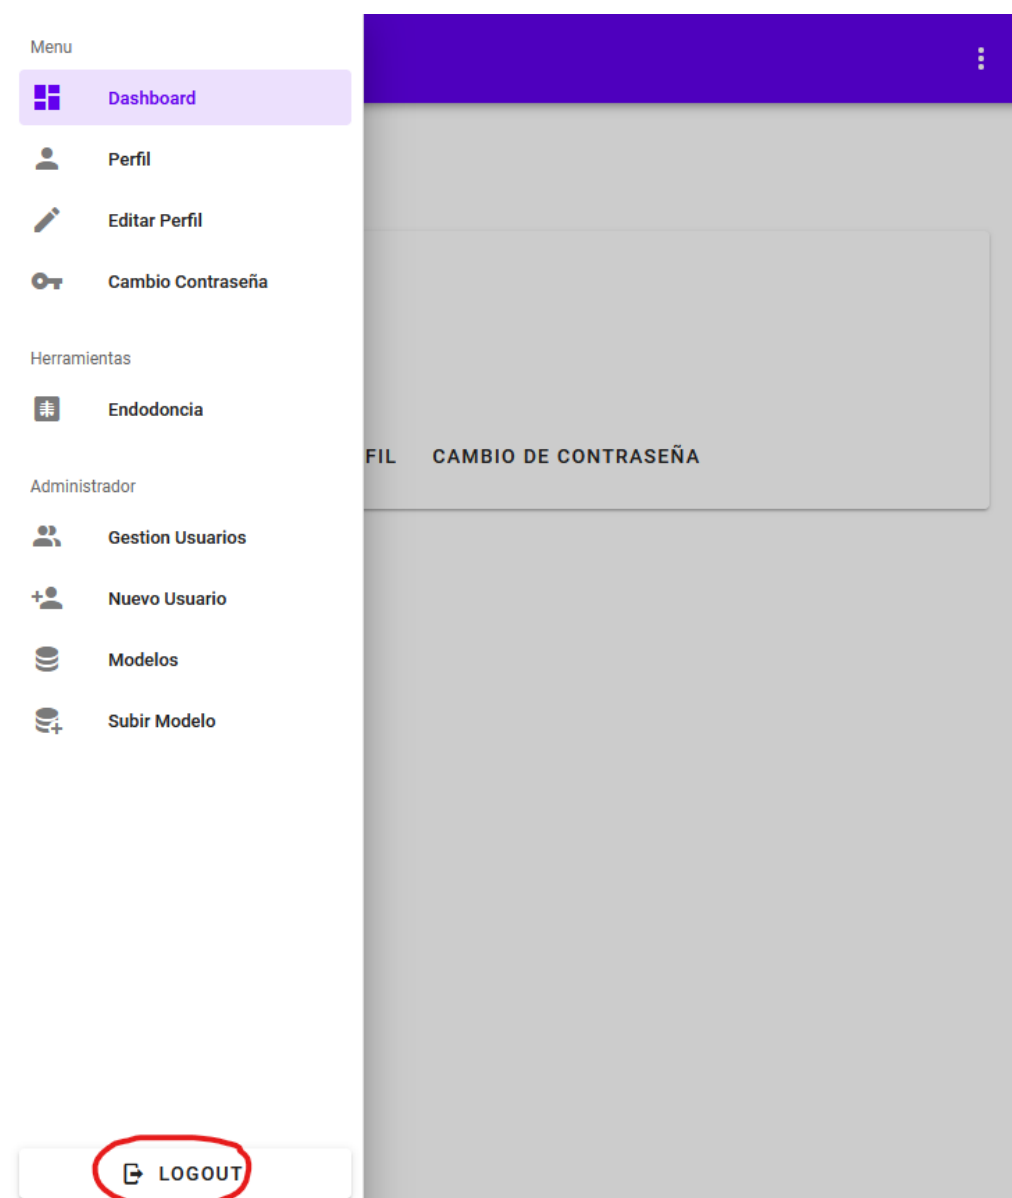 Menu
Dashboard
Perfil
Editar Perfil
Cambio Contraseña
Herramientas
Endodoncia
FIL CAMBIO DE CONTRASEÑA
Administrador
Gestion Usuarios
Nuevo Usuario
Modelos
Subir Modelo
LOGOUT